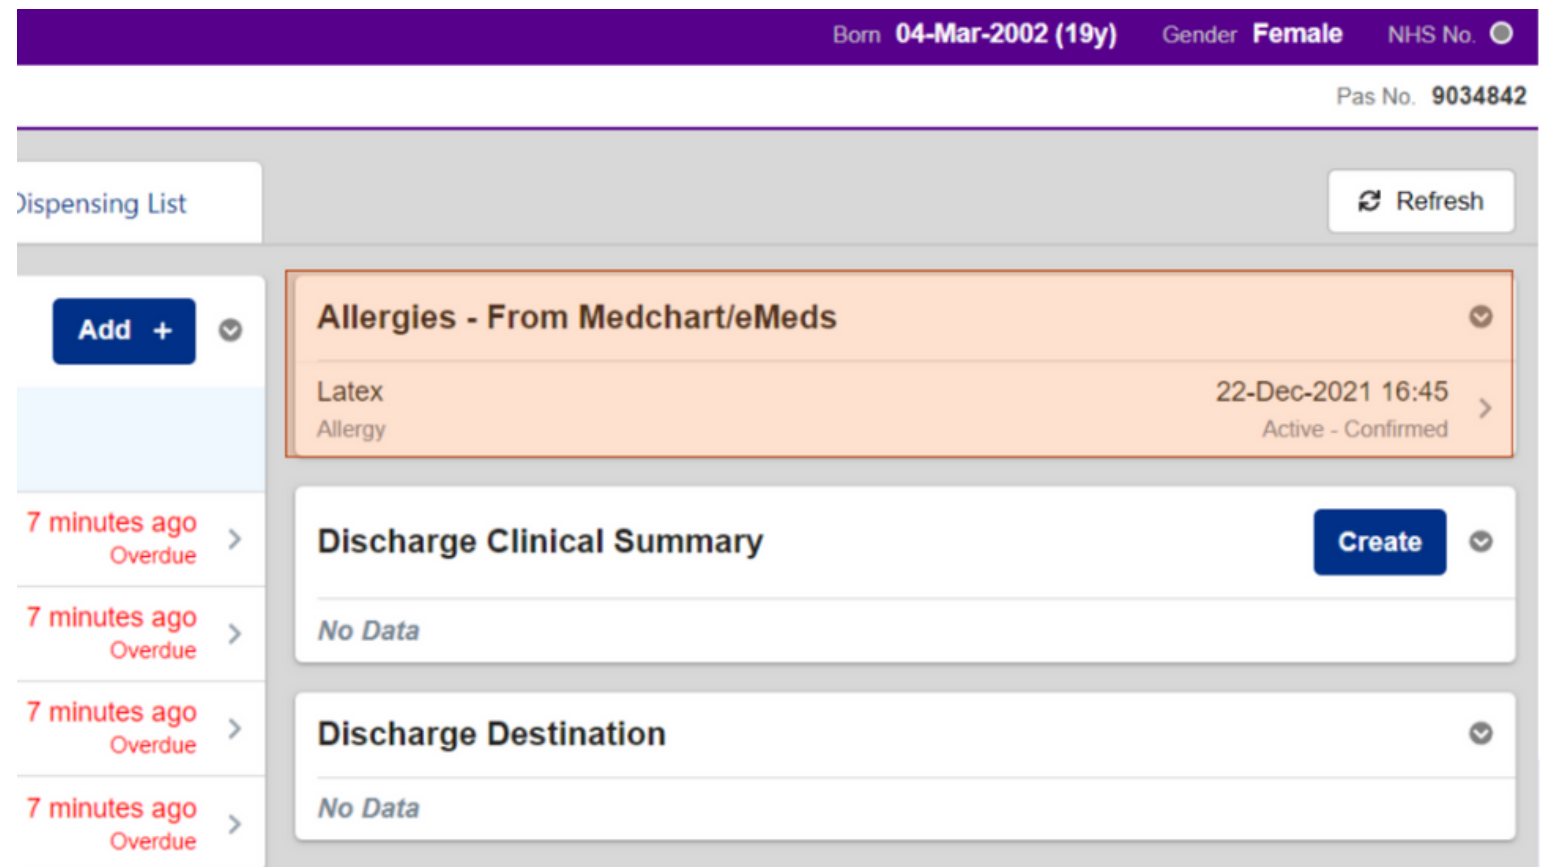 Born 04-Mar-2002 (19y) Gender Female NHS No.
Pas No. 9034842
Dispensing List
Refresh
Add +
Allergies - From Medchart/eMeds
Latex 22-Dec-2021 16:45
Allergy Active - Confirmed
7 minutes ago
Overdue
Discharge Clinical Summary Create
7 minutes ago
Overdue
No Data
7 minutes ago
Overdue
Discharge Destination
7 minutes ago
Overdue
No Data